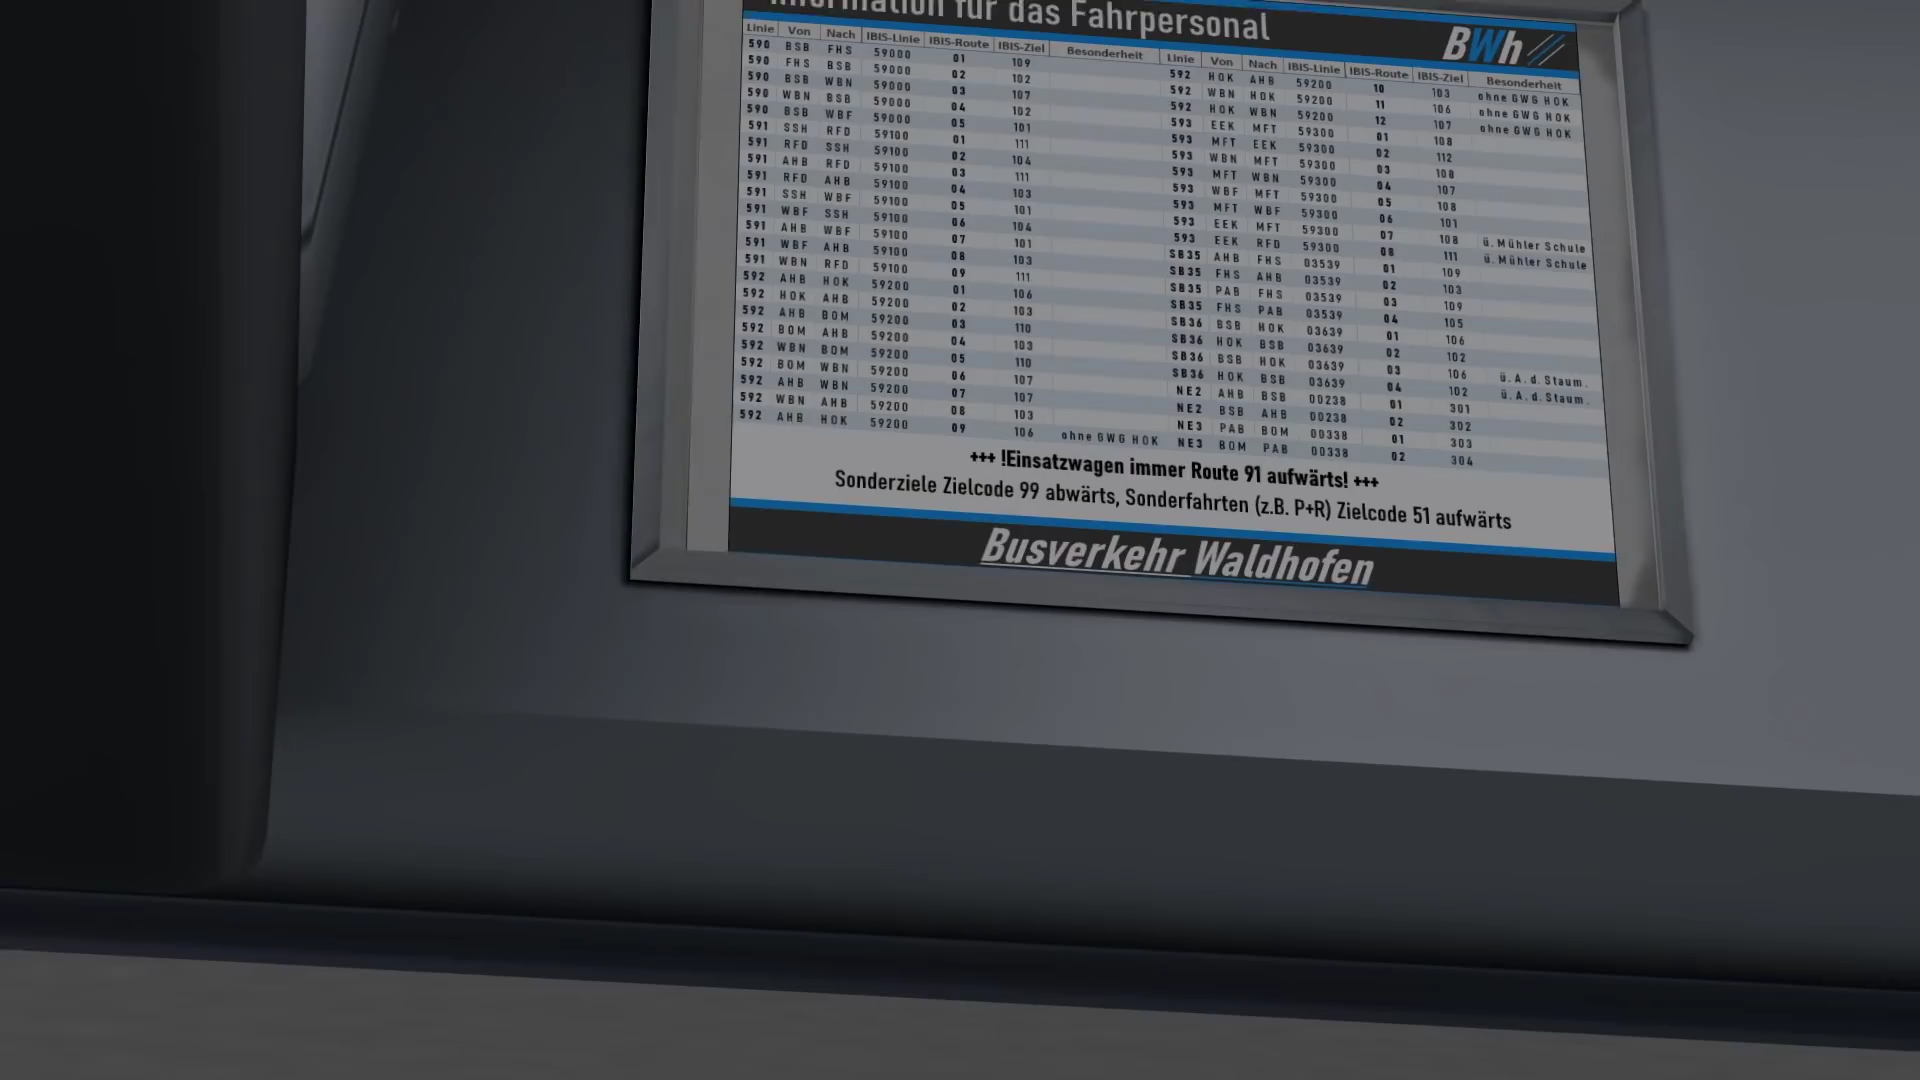 Information für das Fahrpersonal BWh
Linie Von Nach IBIS-Linie IBIS-Route IBIS-Ziel Besonderheit Linie Von Nach IBIS-Linie IBIS-Route IBIS-Ziel Besonderheit
590 BSB FHS 59000 01 109 592 HOK AHB 59200 10 103 ohne GWG HOK
590 FHS BSB 59000 02 102 592 WBN HOK 59200 11 106 ohne GWG HOK
590 BSB WBN 59000 03 107 592 HOK WBN 59200 12 107 ohne GWG HOK
590 WBN BSB 59000 04 102 593 EEK MFT 59300 01 108
590 BSB WBF 59000 05 101 593 MFT EEK 59300 02 112
591 SSH RFD 59100 01 111 593 WBN MFT 59300 03 108
591 RFD SSH 59100 02 104 593 MFT WBN 59300 04 107
591 AHB RFD 59100 03 111 593 WBF MFT 59300 05 108
591 RFD AHB 59100 04 103 593 MFT WBF 59300 06 101
591 SSH WBF 59100 05 101 593 EEK MFT 59300 07 108 ü. Mühler Schule
591 WBF SSH 59100 06 104 593 EEK RFD 59300 08 111 ü. Mühler Schule
591 AHB WBF 59100 07 101 SB35 AHB FHS 03539 01 109
591 WBF AHB 59100 08 103 SB35 FHS AHB 03539 02 103
591 WBN RFD 59100 09 111 SB35 PAB FHS 03539 03 109
592 AHB HOK 59200 01 106 SB35 FHS PAB 03539 04 105
592 HOK AHB 59200 02 103 SB36 BSB HOK 03639 01 106
592 AHB BOM 59200 03 110 SB36 HOK BSB 03639 02 102
592 BOM AHB 59200 04 103 SB36 BSB HOK 03639 03 106 ü. A. d. Staum.
592 WBN BOM 59200 05 110 SB36 HOK BSB 03639 04 102 ü. A. d. Staum.
592 BOM WBN 59200 06 107 NE2 AHB BSB 00238 01 301
592 AHB WBN 59200 07 107 NE2 BSB AHB 00238 02 302
592 WBN AHB 59200 08 103 NE3 PAB BOM 00338 01 303
592 AHB HOK 59200 09 106 ohne GWG HOK NE3 BOM PAB 00338 02 304
+++ !Einsatzwagen immer Route 91 aufwärts! +++
Sonderziele Zielcode 99 abwärts, Sonderfahrten (z.B. P+R) Zielcode 51 aufwärts
Busverkehr Waldhofen